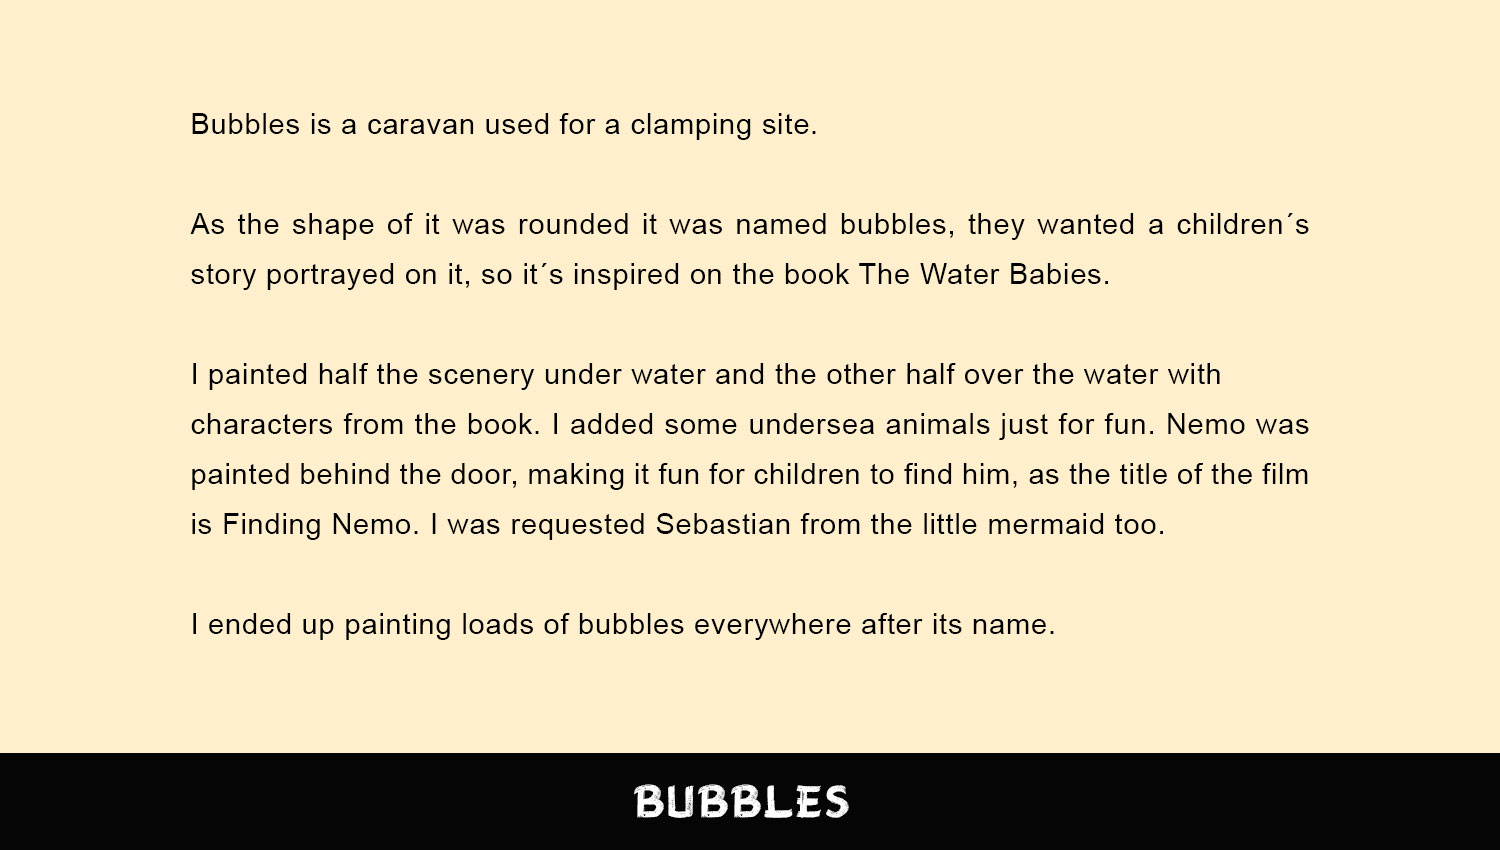 Bubbles is a caravan used for a clamping site.
As the shape of it was rounded it was named bubbles, they wanted a children´s
story portrayed on it, so it´s inspired on the book The Water Babies.
I painted half the scenery under water and the other half over the water with
characters from the book. I added some undersea animals just for fun. Nemo was
painted behind the door, making it fun for children to find him, as the title of the film
is Finding Nemo. I was requested Sebastian from the little mermaid too.
I ended up painting loads of bubbles everywhere after its name.
BUBBLES